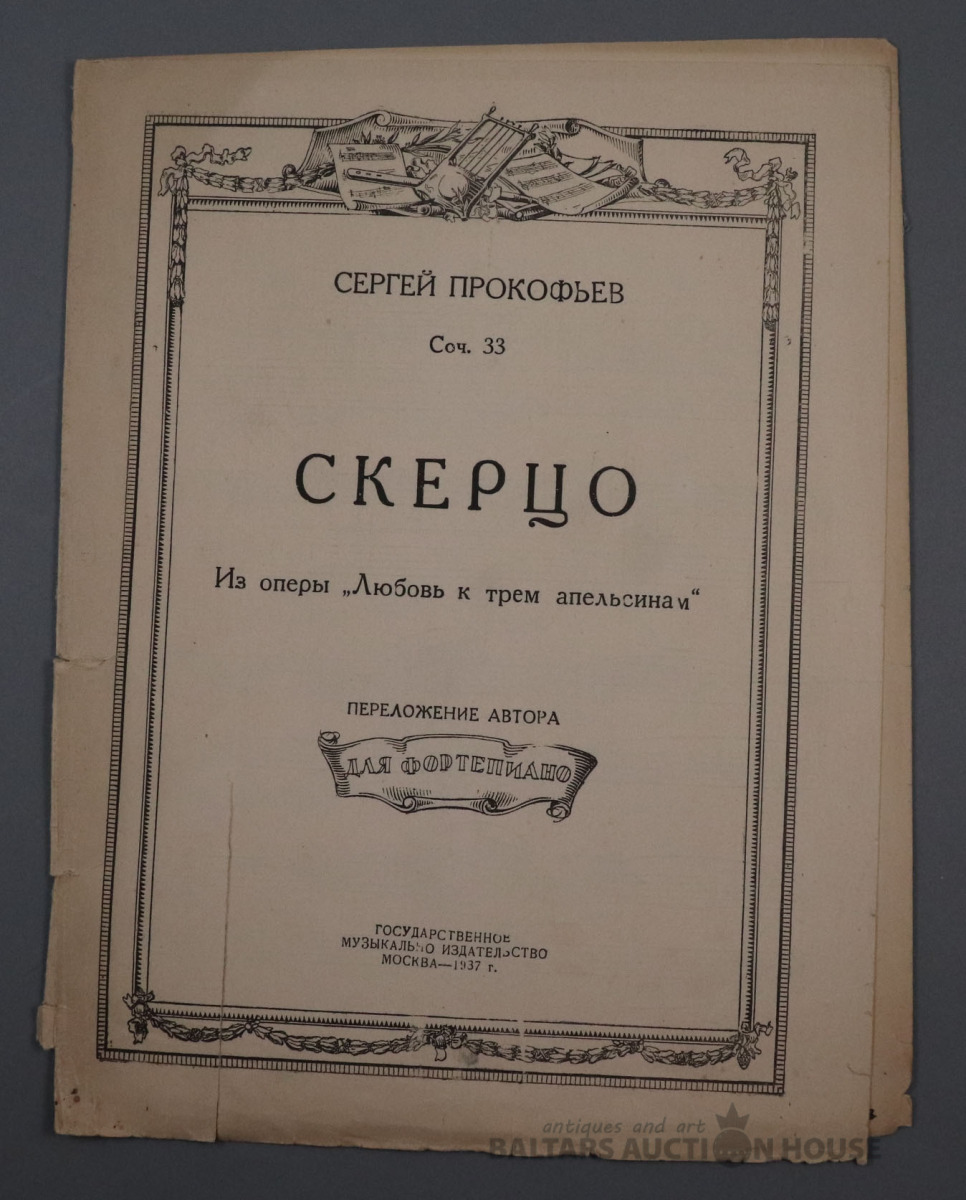 СЕРГЕЙ ПРОКОФЬЕВ
Соч. 33
СКЕРЦО
Из оперы „Любовь к трем апельсинам“
ПЕРЕЛОЖЕНИЕ АВТОРА
ДЛЯ ФОРТЕПИАНО
ГОСУДАРСТВЕННОЕ
МУЗЫКАЛЬНО ИЗДАТЕЛЬСТВО
МОСКВА—1937 г.
antiques and art
BALTARS AUCTION HOUSE